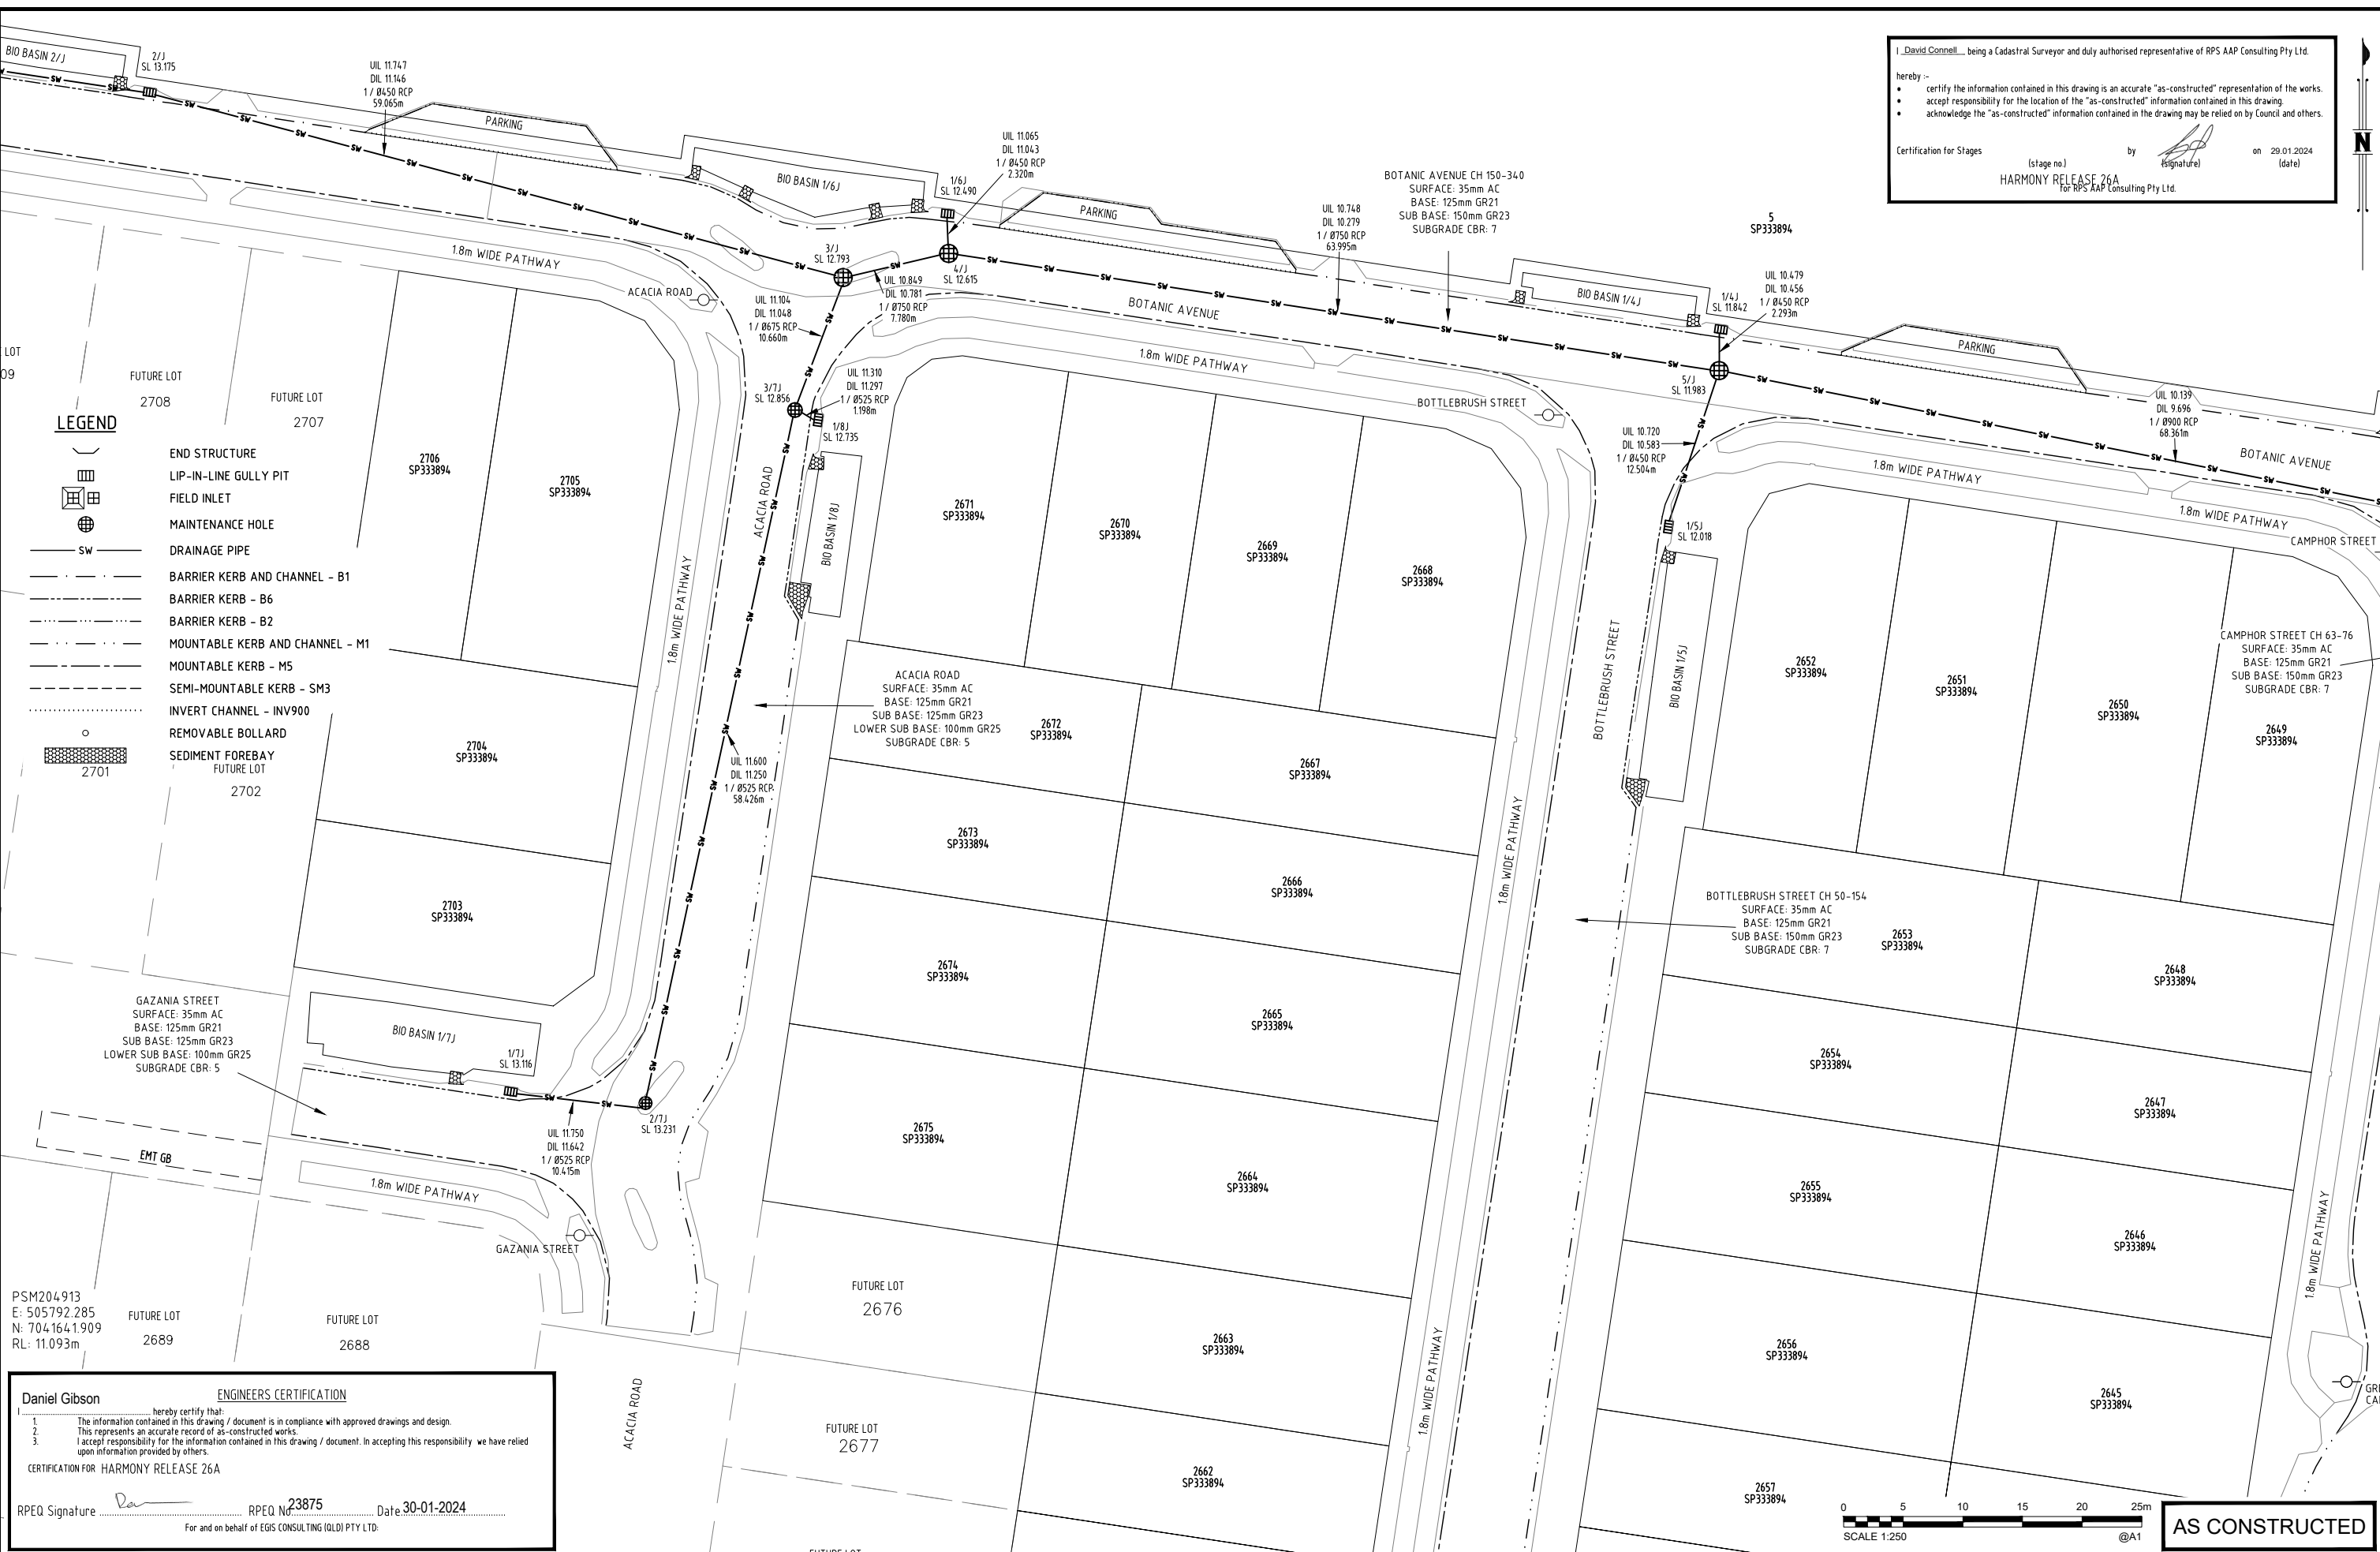 BIO BASIN 2/J
2/J
SL 13.175
UIL 11.747
DIL 11.146
1 / Ø450 RCP
59.065m
PARKING
BIO BASIN 1/6J
1/6J
SL 12.490
UIL 11.065
DIL 11.043
1 / Ø450 RCP
2.320m
PARKING
BOTANIC AVENUE CH 150-340
SURFACE: 35mm AC
BASE: 125mm GR21
SUB BASE: 150mm GR23
SUBGRADE CBR: 7
UIL 10.748
DIL 10.279
1 / Ø750 RCP
63.995m
I David Connell being a Cadastral Surveyor and duly authorised representative of RPS AAP Consulting Pty Ltd.
hereby :-
• certify the information contained in this drawing is an accurate "as-constructed" representation of the works.
• accept responsibility for the location of the "as-constructed" information contained in this drawing.
• acknowledge the "as-constructed" information contained in the drawing may be relied on by Council and others.
Certification for Stages by on 29.01.2024
(stage no.) (signature) (date)
HARMONY RELEASE 26A
for RPS AAP Consulting Pty Ltd.
N
5
SP333894
1.8m WIDE PATHWAY
ACACIA ROAD
3/J
SL 12.793
4/J
SL 12.615
UIL 10.849
DIL 10.781
1 / Ø750 RCP
7.780m
UIL 11.104
DIL 11.048
1 / Ø675 RCP
10.660m
BOTANIC AVENUE
1.8m WIDE PATHWAY
BIO BASIN 1/4J
1/4J
SL 11.842
UIL 10.479
DIL 10.456
1 / Ø450 RCP
2.293m
PARKING
5/J
SL 11.983
UIL 10.139
DIL 9.696
1 / Ø900 RCP
68.361m
BOTANIC AVENUE
LOT
09
FUTURE LOT
2708
FUTURE LOT
2707
3/7J
SL 12.856
UIL 11.310
DIL 11.297
1 / Ø525 RCP
1.198m
1/8J
SL 12.735
BOTTLEBRUSH STREET
UIL 10.720
DIL 10.583
1 / Ø450 RCP
12.504m
1/5J
SL 12.018
1.8m WIDE PATHWAY
1.8m WIDE PATHWAY
CAMPHOR STREET
LEGEND
END STRUCTURE
LIP-IN-LINE GULLY PIT
FIELD INLET
MAINTENANCE HOLE
SW DRAINAGE PIPE
BARRIER KERB AND CHANNEL - B1
BARRIER KERB - B6
BARRIER KERB - B2
MOUNTABLE KERB AND CHANNEL - M1
MOUNTABLE KERB - M5
SEMI-MOUNTABLE KERB - SM3
INVERT CHANNEL - INV900
REMOVABLE BOLLARD
SEDIMENT FOREBAY
2701
FUTURE LOT
2702
2706
SP333894
2705
SP333894
2704
SP333894
2703
SP333894
1.8m WIDE PATHWAY
ACACIA ROAD
BIO BASIN 1/8J
2671
SP333894
2670
SP333894
2669
SP333894
2668
SP333894
ACACIA ROAD
SURFACE: 35mm AC
BASE: 125mm GR21
SUB BASE: 125mm GR23
LOWER SUB BASE: 100mm GR25
SUBGRADE CBR: 5
2672
SP333894
UIL 11.600
DIL 11.250
1 / Ø525 RCP
58.426m
2667
SP333894
2673
SP333894
2666
SP333894
2674
SP333894
2665
SP333894
2675
SP333894
2664
SP333894
FUTURE LOT
2676
2663
SP333894
FUTURE LOT
2677
2662
SP333894
FUTURE LOT
1.8m WIDE PATHWAY
1.8m WIDE PATHWAY
BOTTLEBRUSH STREET
BIO BASIN 1/5J
2652
SP333894
2651
SP333894
2650
SP333894
CAMPHOR STREET CH 63-76
SURFACE: 35mm AC
BASE: 125mm GR21
SUB BASE: 150mm GR23
SUBGRADE CBR: 7
2649
SP333894
BOTTLEBRUSH STREET CH 50-154
SURFACE: 35mm AC
BASE: 125mm GR21
SUB BASE: 150mm GR23
SUBGRADE CBR: 7
2653
SP333894
2648
SP333894
2654
SP333894
2647
SP333894
2655
SP333894
2646
SP333894
2656
SP333894
2645
SP333894
2657
SP333894
1.8m WIDE PATHWAY
GAZANIA STREET
SURFACE: 35mm AC
BASE: 125mm GR21
SUB BASE: 125mm GR23
LOWER SUB BASE: 100mm GR25
SUBGRADE CBR: 5
BIO BASIN 1/7J
1/7J
SL 13.116
UIL 11.750
DIL 11.642
1 / Ø525 RCP
10.415m
2/7J
SL 13.231
EMT GB
1.8m WIDE PATHWAY
GAZANIA STREET
ACACIA ROAD
PSM204913
E: 505792.285
N: 7041641.909
RL: 11.093m
FUTURE LOT
2689
FUTURE LOT
2688
ENGINEERS CERTIFICATION
I Daniel Gibson hereby certify that:
1. The information contained in this drawing / document is in compliance with approved drawings and design.
2. This represents an accurate record of as-constructed works.
3. I accept responsibility for the information contained in this drawing / document. In accepting this responsibility we have relied
upon information provided by others.
CERTIFICATION FOR HARMONY RELEASE 26A
RPEQ Signature RPEQ No. 23875 Date 30-01-2024
For and on behalf of EGIS CONSULTING (QLD) PTY LTD:
0 5 10 15 20 25m
SCALE 1:250 @A1
AS CONSTRUCTED